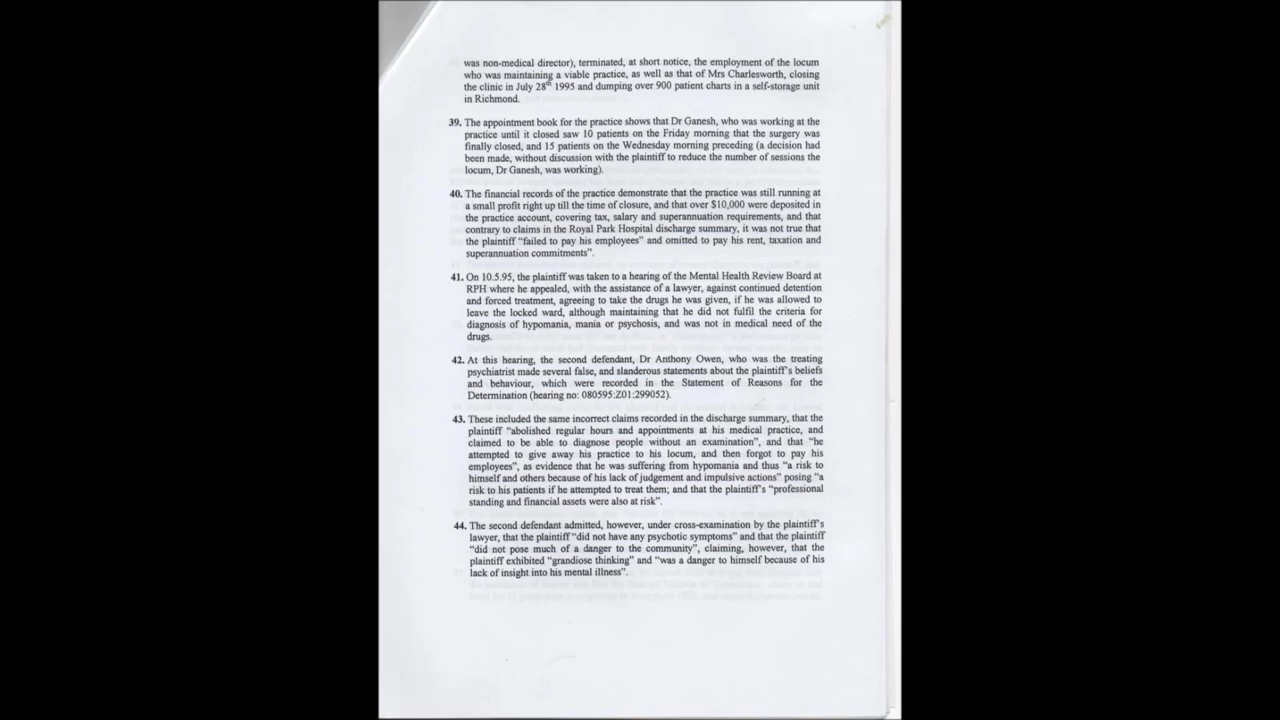 was non-medical director), terminated, at short notice, the employment of the locum
who was maintaining a viable practice, as well as that of Mrs Charlesworth, closing
the clinic in July 28th 1995 and dumping over 900 patient charts in a self-storage unit
in Richmond.
39. The appointment book for the practice shows that Dr Ganesh, who was working at the
practice until it closed saw 10 patients on the Friday morning that the surgery was
finally closed, and 15 patients on the Wednesday morning preceding (a decision had
been made, without discussion with the plaintiff to reduce the number of sessions the
locum, Dr Ganesh, was working).
40. The financial records of the practice demonstrate that the practice was still running at
a small profit right up till the time of closure, and that over $10,000 were deposited in
the practice account, covering tax, salary and superannuation requirements, and that
contrary to claims in the Royal Park Hospital discharge summary, it was not true that
the plaintiff "failed to pay his employees" and omitted to pay his rent, taxation and
superannuation commitments".
41. On 10.5.95, the plaintiff was taken to a hearing of the Mental Health Review Board at
RPH where he appealed, with the assistance of a lawyer, against continued detention
and forced treatment, agreeing to take the drugs he was given, if he was allowed to
leave the locked ward, although maintaining that he did not fulfil the criteria for
diagnosis of hypomania, mania or psychosis, and was not in medical need of the
drugs.
42. At this hearing, the second defendant, Dr Anthony Owen, who was the treating
psychiatrist made several false, and slanderous statements about the plaintiff's beliefs
and behaviour, which were recorded in the Statement of Reasons for the
Determination (hearing no: 080595:Z01:299052).
43. These included the same incorrect claims recorded in the discharge summary, that the
plaintiff "abolished regular hours and appointments at his medical practice, and
claimed to be able to diagnose people without an examination", and that "he
attempted to give away his practice to his locum, and then forgot to pay his
employees", as evidence that he was suffering from hypomania and thus "a risk to
himself and others because of his lack of judgement and impulsive actions" posing "a
risk to his patients if he attempted to treat them; and that the plaintiff's "professional
standing and financial assets were also at risk".
44. The second defendant admitted, however, under cross-examination by the plaintiff's
lawyer, that the plaintiff "did not have any psychotic symptoms" and that the plaintiff
"did not pose much of a danger to the community", claiming, however, that the
plaintiff exhibited "grandiose thinking" and "was a danger to himself because of his
lack of insight into his mental illness".